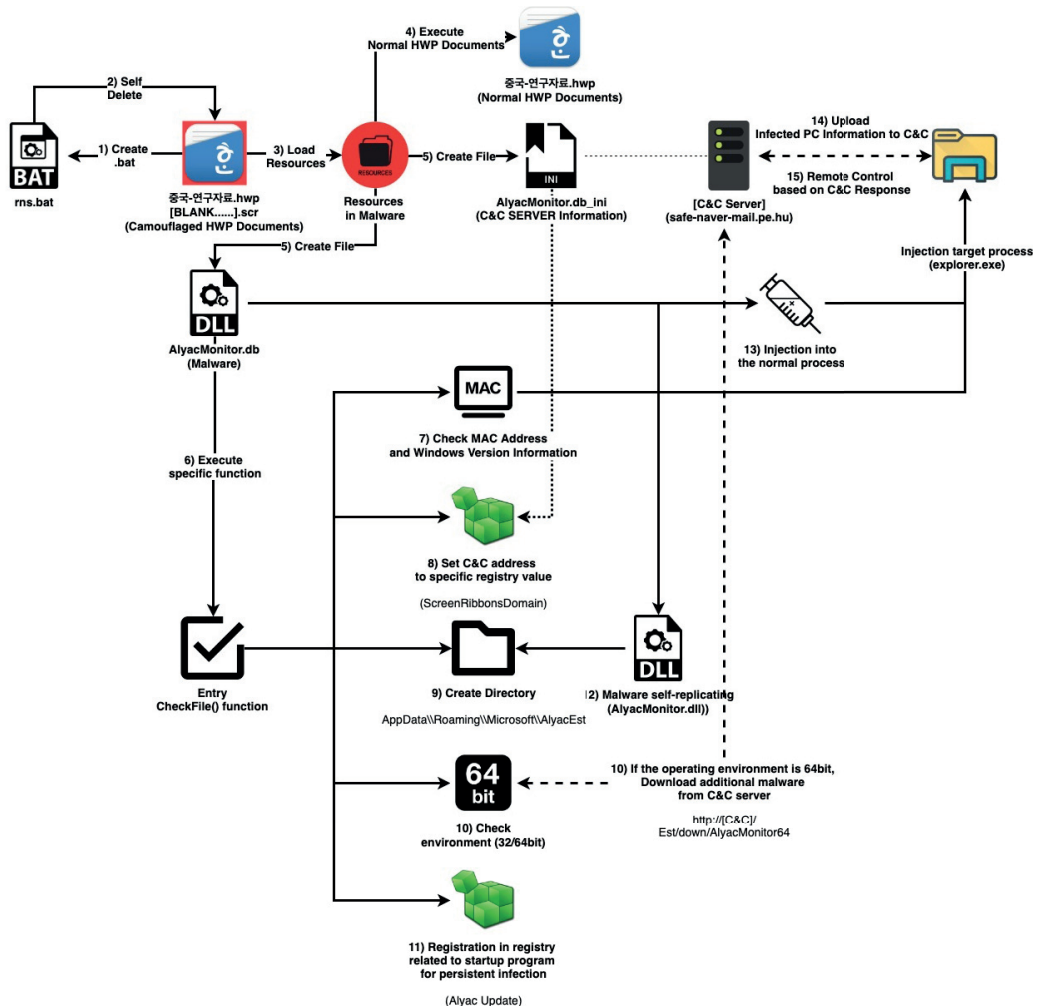 4) Execute
Normal HWP Documents
중국-연구자료.hwp
(Normal HWP Documents)
2) Self
Delete
BAT
rns.bat
1) Create
.bat
중국-연구자료.hwp
[BLANK......].scr
(Camouflaged HWP Documents)
3) Load
Resources
RESOURCES
Resources
in Malware
5) Create File
INI
AlyacMonitor.db_ini
(C&C SERVER Information)
[C&C Server]
(safe-naver-mail.pe.hu)
14) Upload
Infected PC Information to C&C
15) Remote Control
based on C&C Response
Injection target process
(explorer.exe)
5) Create File
DLL
AlyacMonitor.db
(Malware)
13) Injection into
the normal process
MAC
7) Check MAC Address
and Windows Version Information
6) Execute
specific function
8) Set C&C address
to specific registry value
(ScreenRibbonsDomain)
Entry
CheckFile() function
9) Create Directory
AppData\\Roaming\\Microsoft\\AlyacEst
DLL
12) Malware self-replicating
(AlyacMonitor.dll))
64
bit
10) Check
environment (32/64bit)
10) If the operating environment is 64bit,
Download additional malware
from C&C server
http://[C&C]/
Est/down/AlyacMonitor64
11) Registration in registry
related to startup program
for persistent infection
(Alyac Update)